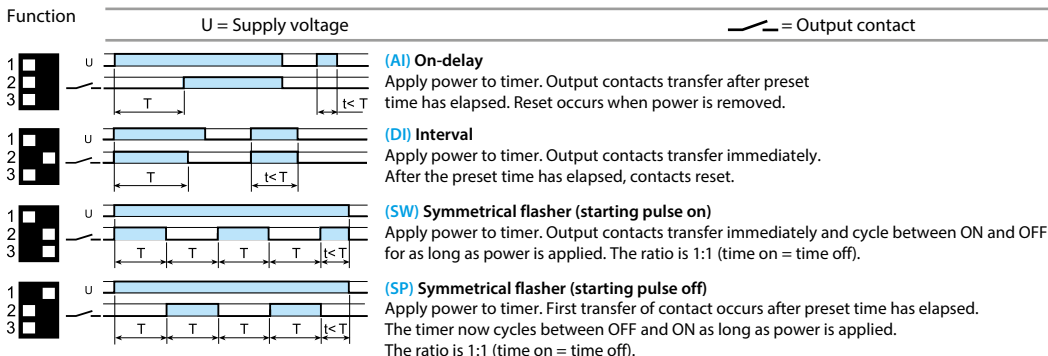 Function
U = Supply voltage
= Output contact
1
2
3
U
T
t< T
(AI) On-delay
Apply power to timer. Output contacts transfer after preset
time has elapsed. Reset occurs when power is removed.
1
2
3
U
T
t< T
(DI) Interval
Apply power to timer. Output contacts transfer immediately.
After the preset time has elapsed, contacts reset.
1
2
3
U
T T T T t< T
(SW) Symmetrical flasher (starting pulse on)
Apply power to timer. Output contacts transfer immediately and cycle between ON and OFF
for as long as power is applied. The ratio is 1:1 (time on = time off).
1
2
3
U
T T T T t< T
(SP) Symmetrical flasher (starting pulse off)
Apply power to timer. First transfer of contact occurs after preset time has elapsed.
The timer now cycles between OFF and ON as long as power is applied.
The ratio is 1:1 (time on = time off).